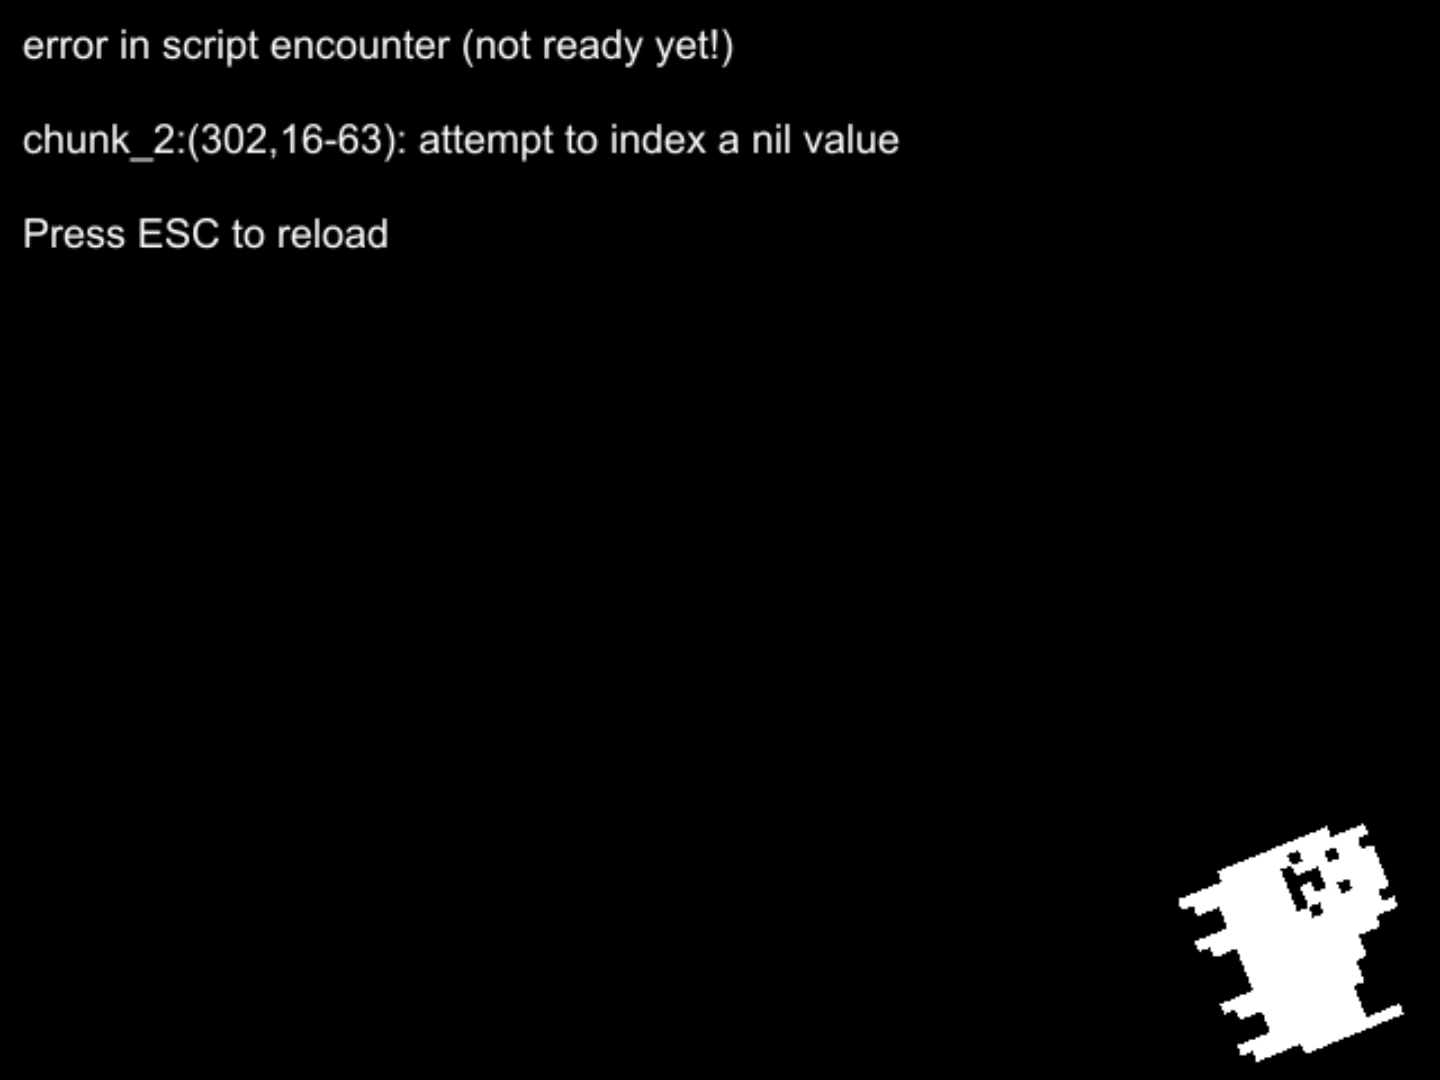 error in script encounter (not ready yet!)
chunk_2:(302,16-63): attempt to index a nil value
Press ESC to reload